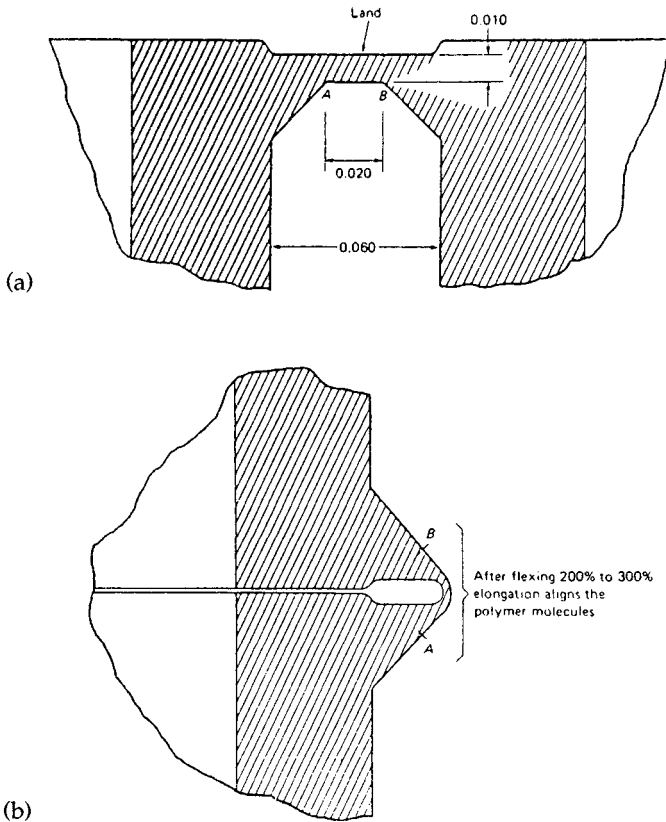 Land
0.010
A
B
0.020
0.060
(a)
B
After flexing 200% to 300%
elongation aligns the
polymer molecules
A
(b)